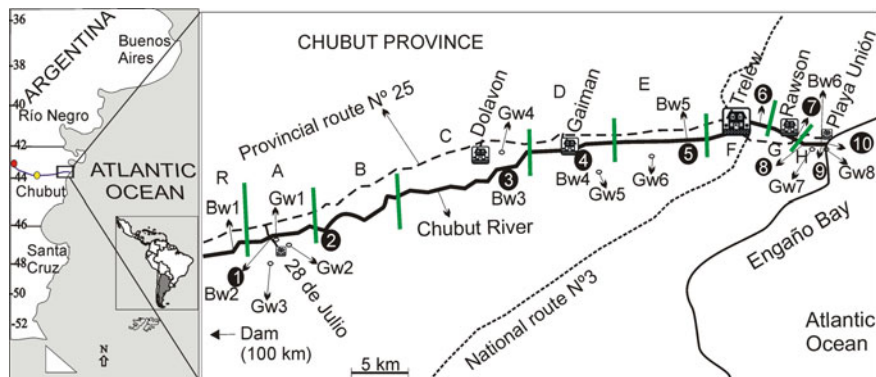 36
38
40
-42
-44
-46
-48
-50
-52
ARGENTINA
Buenos
Aires
Río Negro
Chubut
ATLANTIC
OCEAN
Santa
Cruz
N
CHUBUT PROVINCE
Provincial route Nº 25
Dolavon
Gw4
D
Gaiman
E
Bw5
Trelew
6
Rawson
7
Bw6
Playa Unión
R
A
B
C
Bw1
Gw1
2
3
Bw3
4
Bw4
Gw5
Gw6
5
F
G
H
8
Gw7
9
10
Gw8
Chubut River
1
Bw2
Gw3
Gw2
28 de Julio
National route Nº3
Engaño Bay
Dam
(100 km)
5 km
Atlantic
Ocean